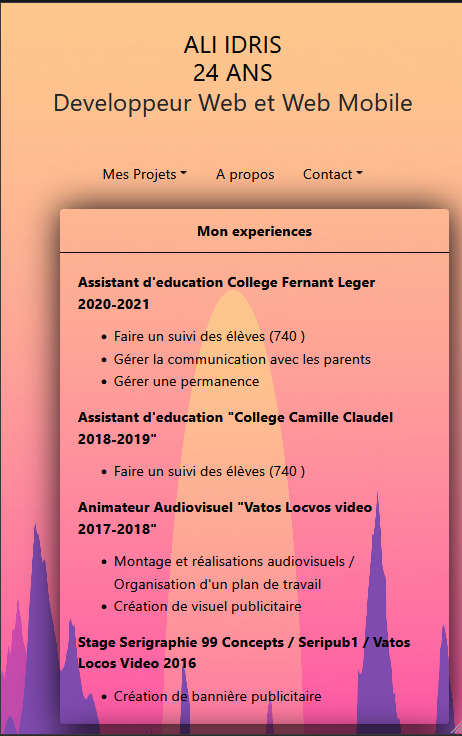 ALI IDRIS
24 ANS
Developpeur Web et Web Mobile
Mes Projets
A propos
Contact
Mon experiences
Assistant d'education College Fernant Leger
2020-2021
Faire un suivi des élèves (740 )
Gérer la communication avec les parents
Gérer une permanence
Assistant d'education "College Camille Claudel
2018-2019"
Faire un suivi des élèves (740 )
Animateur Audiovisuel "Vatos Locvos video
2017-2018"
Montage et réalisations audiovisuels /
Organisation d'un plan de travail
Création de visuel publicitaire
Stage Serigraphie 99 Concepts / Seripub1 / Vatos
Locos Video 2016
Création de bannière publicitaire